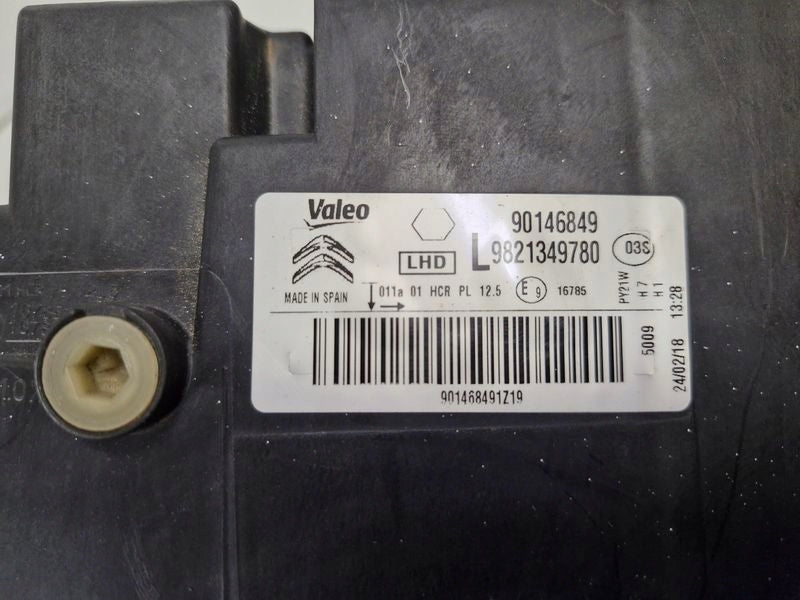 Valeo
90146849
LHD
L 9821349780
03S
MADE IN SPAIN
011a 01 HCR PL 12.5
E 9
16785
PY21W
H7
H1
5009
24/02/18 13:28
901468491Z19